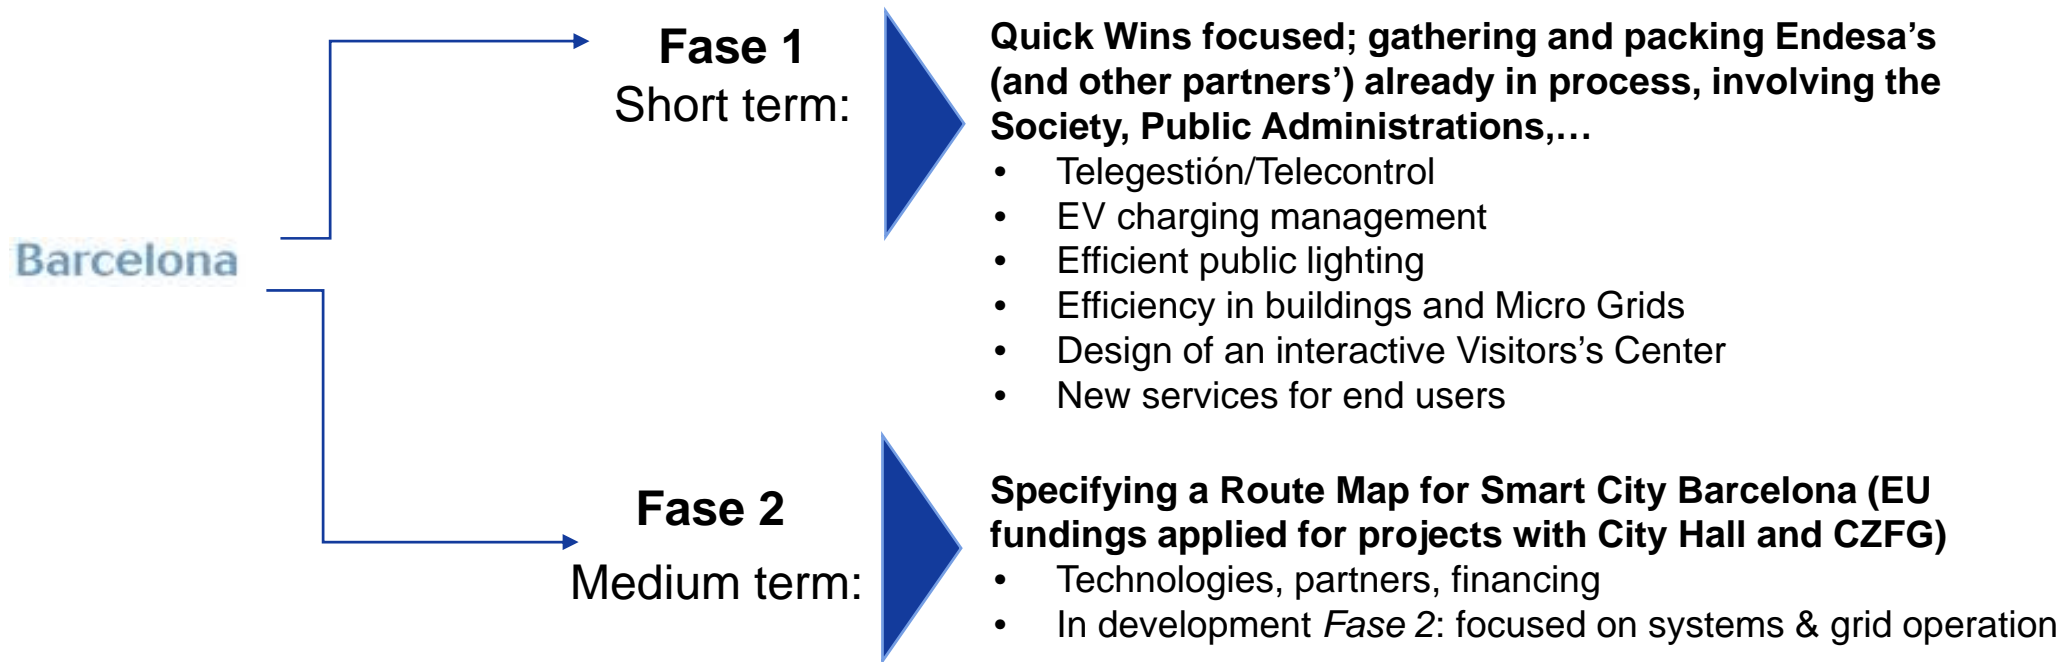 Barcelona
Fase 1
Short term:
Quick Wins focused; gathering and packing Endesa's
(and other partners') already in process, involving the
Society, Public Administrations,…
• Telegestión/Telecontrol
• EV charging management
• Efficient public lighting
• Efficiency in buildings and Micro Grids
• Design of an interactive Visitors's Center
• New services for end users
Fase 2
Medium term:
Specifying a Route Map for Smart City Barcelona (EU
fundings applied for projects with City Hall and CZFG)
• Technologies, partners, financing
• In development Fase 2: focused on systems & grid operation